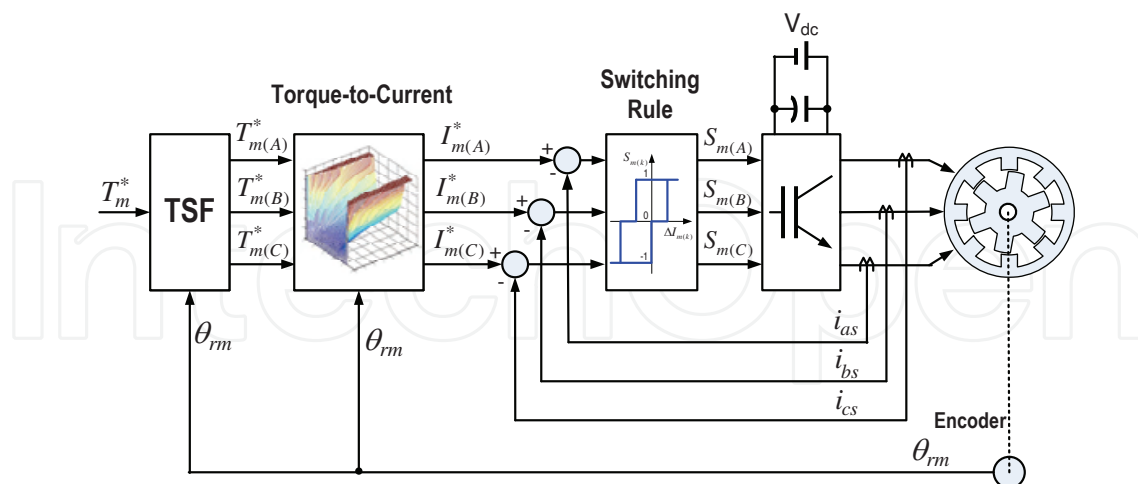 V_dc
Switching Rule
Torque-to-Current
T*_m
TSF
T*_m(A)
T*_m(B)
T*_m(C)
I*_m(A)
I*_m(B)
I*_m(C)
+
-
+
-
+
-
S_m(k)
1
0
ΔI_m(k)
-1
S_m(A)
S_m(B)
S_m(C)
i_as
i_bs
i_cs
θ_rm
θ_rm
Encoder
θ_rm
IntechOpen